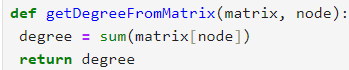 def getDegreeFromMatrix(matrix, node):
 degree = sum(matrix[node])
 return degree